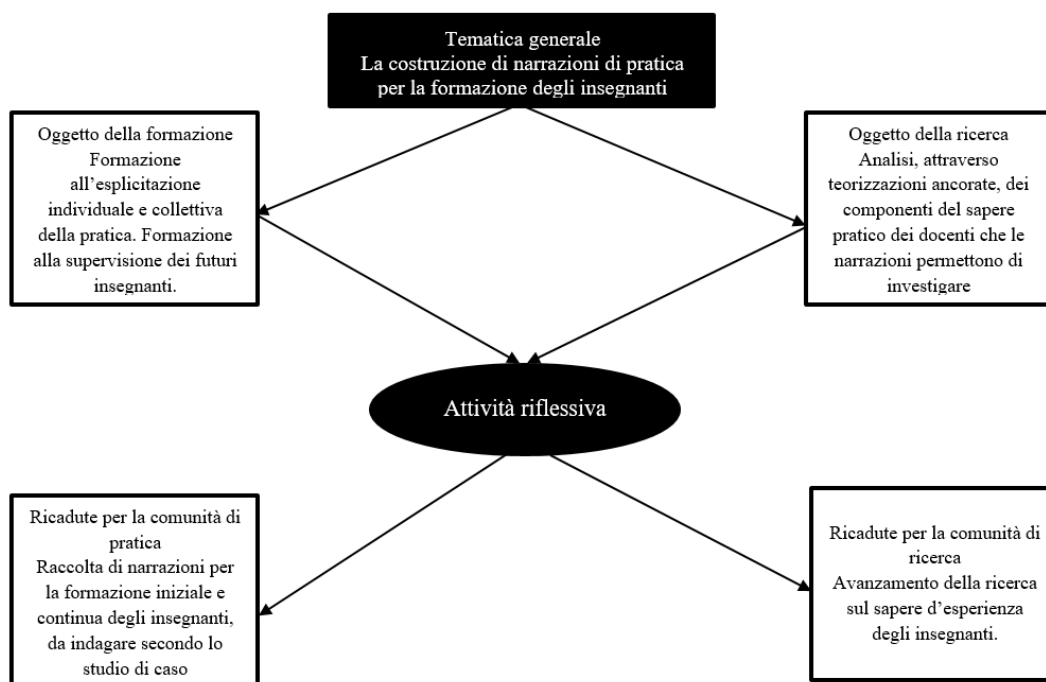 Tematica generale
La costruzione di narrazioni di pratica
per la formazione degli insegnanti
Oggetto della formazione
Formazione
all’esplicitazione
individuale e collettiva
della pratica. Formazione
alla supervisione dei futuri
insegnanti.
Oggetto della ricerca
Analisi, attraverso
teorizzazioni ancorate, dei
componenti del sapere
pratico dei docenti che le
narrazioni permettono di
investigare
Attività riflessiva
Ricadute per la comunità di
pratica
Raccolta di narrazioni per
la formazione iniziale e
continua degli insegnanti,
da indagare secondo lo
studio di caso
Ricadute per la comunità di
ricerca
Avanzamento della ricerca
sul sapere d’esperienza
degli insegnanti.